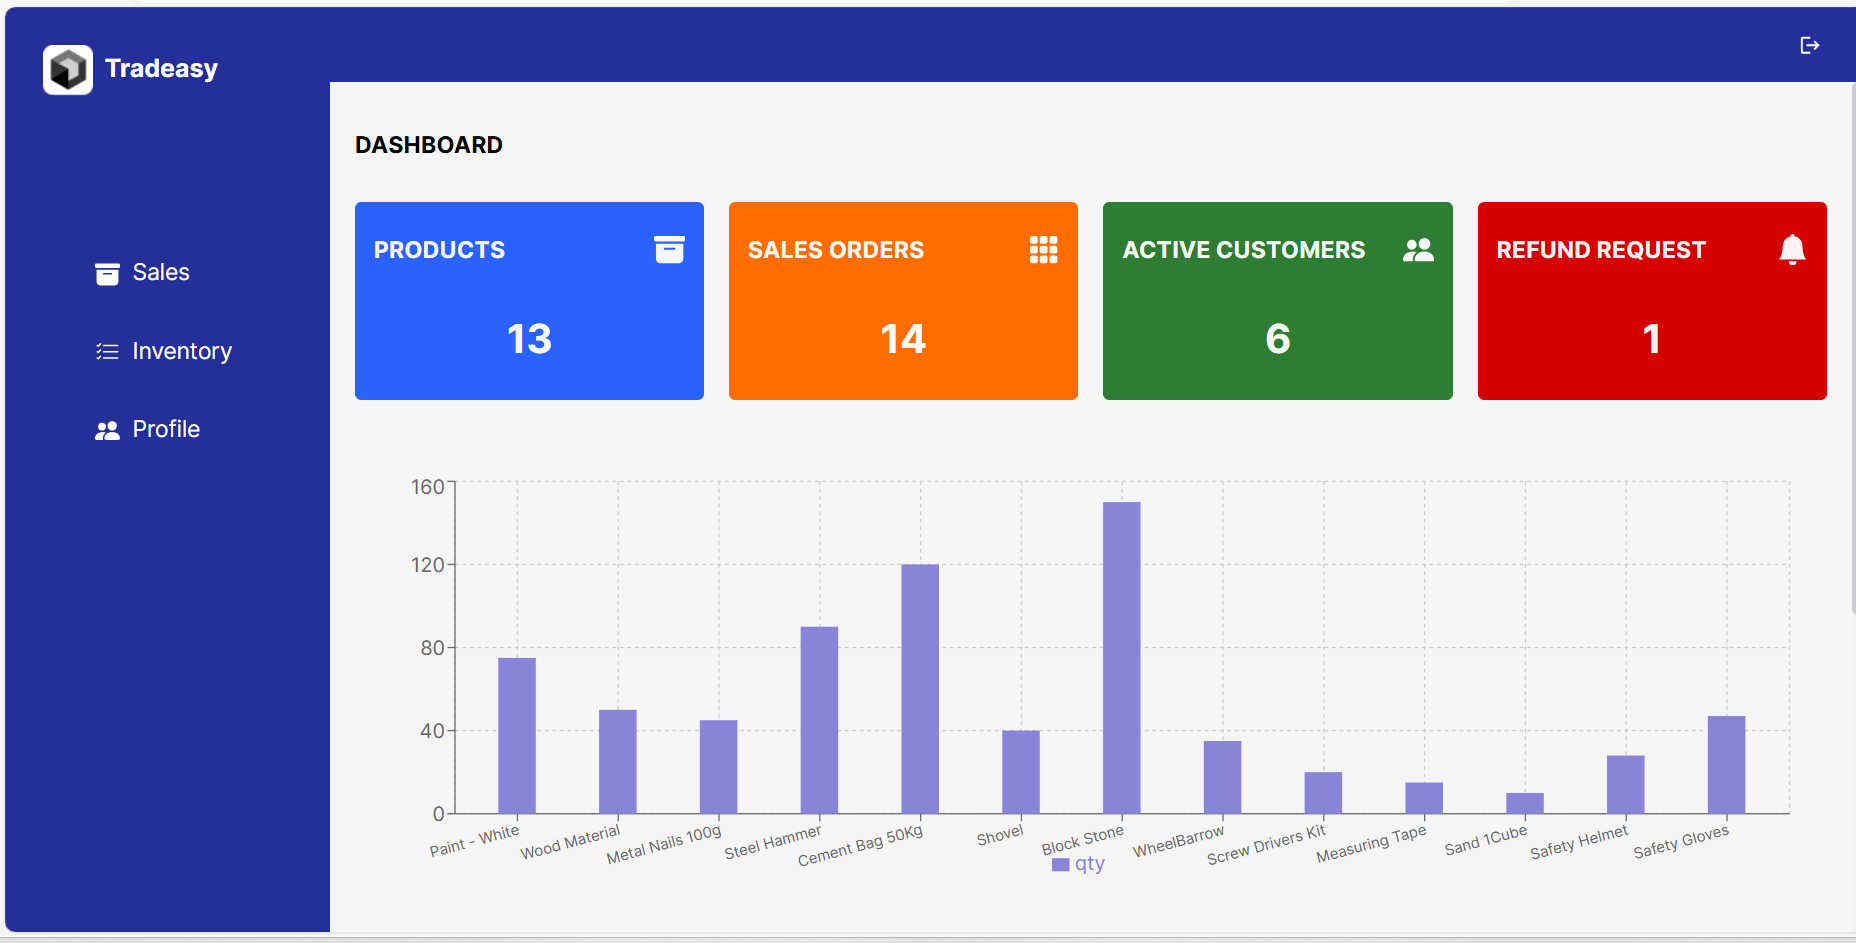 Tradeasy
Sales
Inventory
Profile
DASHBOARD
PRODUCTS
13
SALES ORDERS
14
ACTIVE CUSTOMERS
6
REFUND REQUEST
1
160
120
80
40
0
Paint - White
Wood Material
Metal Nails 100g
Steel Hammer
Cement Bag 50Kg
Shovel
Block Stone
WheelBarrow
Screw Drivers Kit
Measuring Tape
Sand 1Cube
Safety Helmet
Safety Gloves
qty